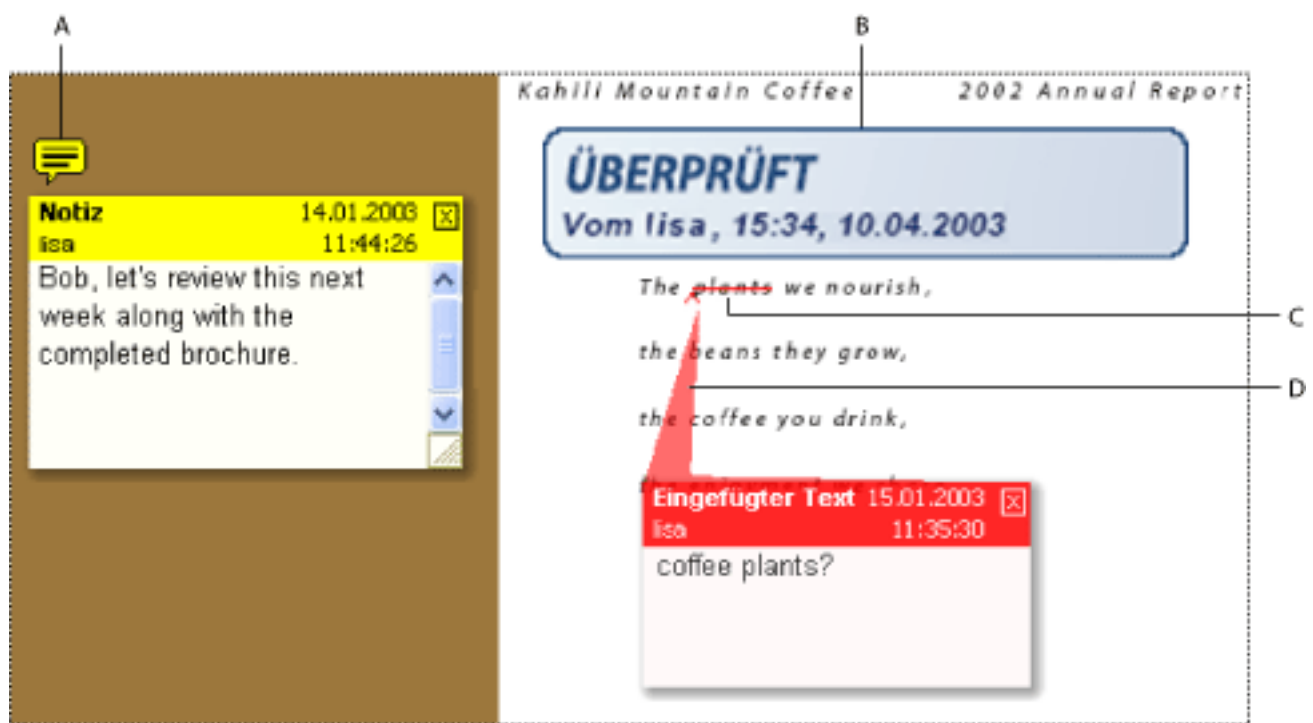 A
B
Kahili Mountain Coffee 2002 Annual Report
ÜBERPRÜFT
Vom lisa, 15:34, 10.04.2003
Notiz 14.01.2003
lisa 11:44:26
Bob, let's review this next
week along with the
completed brochure.
The plants we nourish,
C
the beans they grow,
D
the coffee you drink,
the
Eingefügter Text 15.01.2003
lisa 11:35:30
coffee plants?